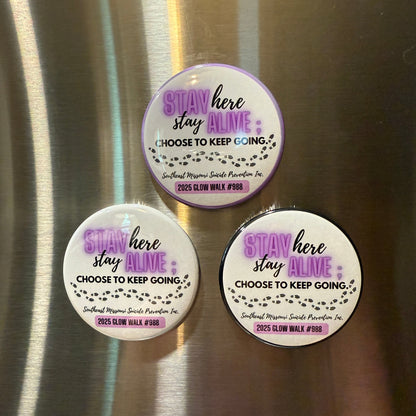 STAY here
stay ALIVE ;
CHOOSE TO KEEP GOING.
Southeast Missouri Suicide Prevention Inc.
2025 GLOW WALK #988
STAY here
stay ALIVE ;
CHOOSE TO KEEP GOING.
Southeast Missouri Suicide Prevention Inc.
2025 GLOW WALK #988
STAY here
stay ALIVE ;
CHOOSE TO KEEP GOING.
Southeast Missouri Suicide Prevention Inc.
2025 GLOW WALK #988